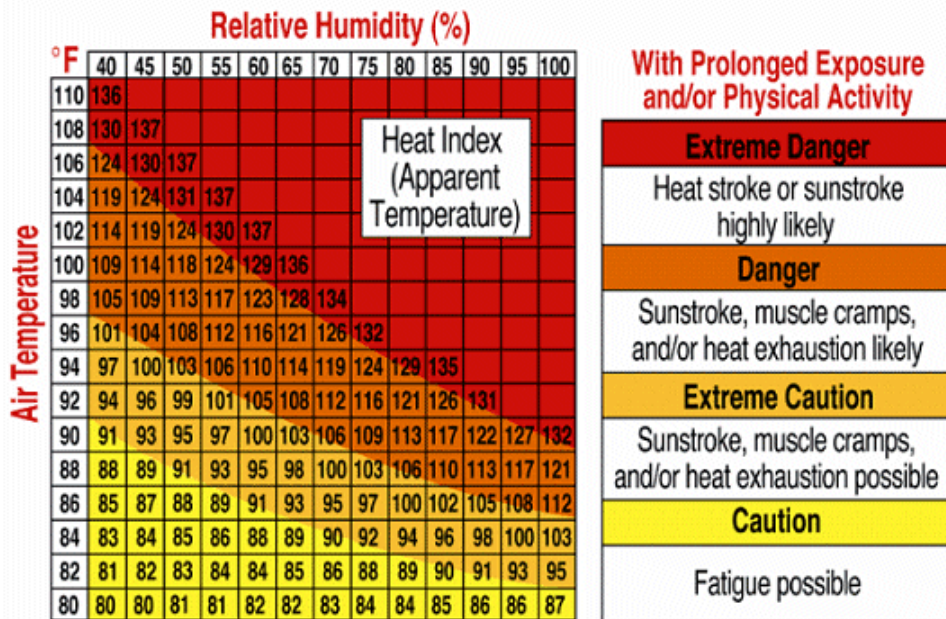 Relative Humidity (%)
°F 40 45 50 55 60 65 70 75 80 85 90 95 100
110 136
108 130 137
106 124 130 137
104 119 124 131 137
102 114 119 124 130 137
100 109 114 118 124 129 136
98 105 109 113 117 123 128 134
96 101 104 108 112 116 121 126 132
94 97 100 103 106 110 114 119 124 129 135
92 94 96 99 101 105 108 112 116 121 126 131
90 91 93 95 97 100 103 106 109 113 117 122 127 132
88 88 89 91 93 95 98 100 103 106 110 113 117 121
86 85 87 88 89 91 93 95 97 100 102 105 108 112
84 83 84 85 86 88 89 90 92 94 96 98 100 103
82 81 82 83 84 84 85 86 88 89 90 91 93 95
80 80 80 81 81 82 82 83 84 84 85 86 86 87
Air Temperature
Heat Index
(Apparent
Temperature)
With Prolonged Exposure
and/or Physical Activity
Extreme Danger
Heat stroke or sunstroke
highly likely
Danger
Sunstroke, muscle cramps,
and/or heat exhaustion likely
Extreme Caution
Sunstroke, muscle cramps,
and/or heat exhaustion possible
Caution
Fatigue possible